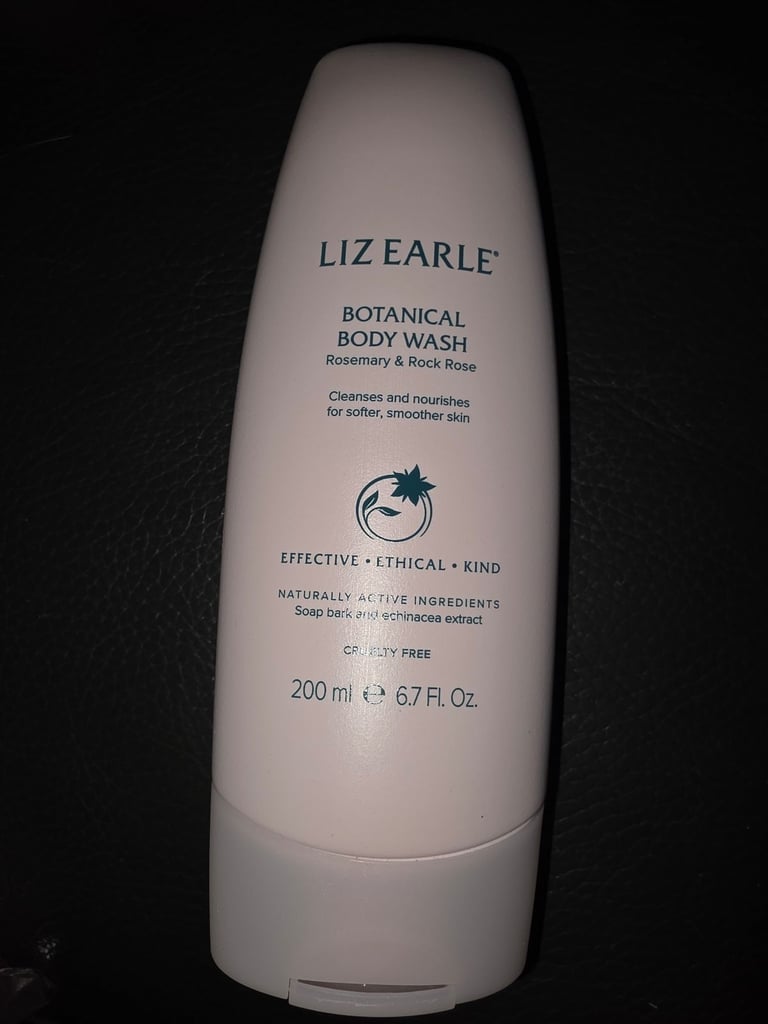 LIZ EARLE®
BOTANICAL
BODY WASH
Rosemary & Rock Rose
Cleanses and nourishes
for softer, smoother skin
EFFECTIVE • ETHICAL • KIND
NATURALLY ACTIVE INGREDIENTS
Soap bark and echinacea extract
CRUELTY FREE
200 ml ℮ 6.7 Fl. Oz.